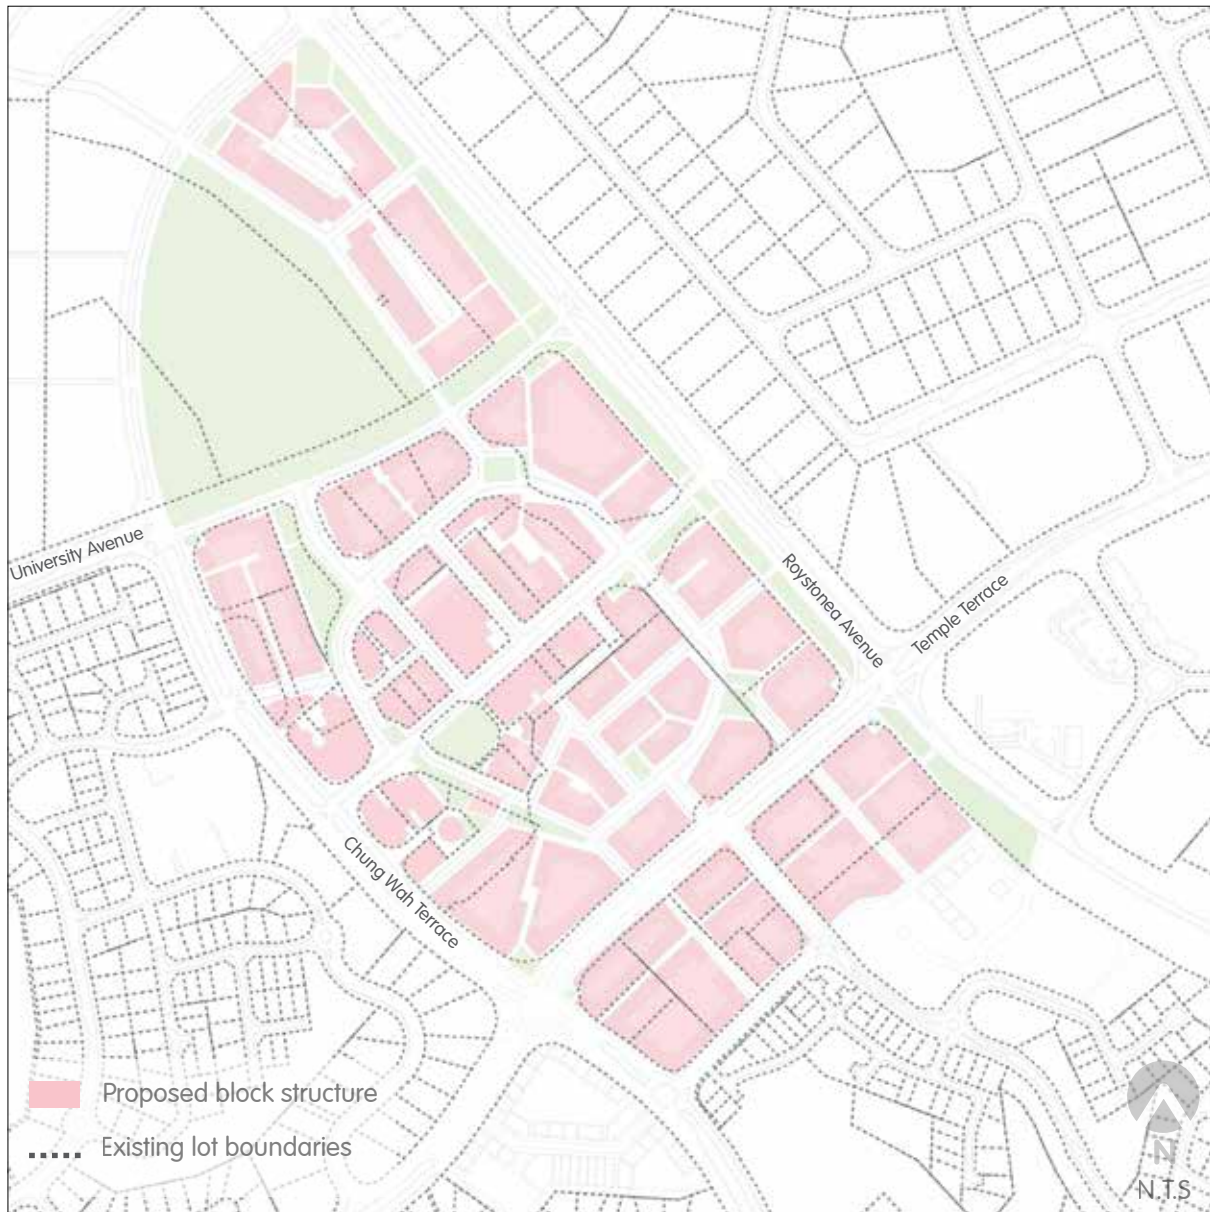 University Avenue
Roystonea Avenue
Temple Terrace
Chung Wah Terrace
Proposed block structure
Existing lot boundaries
N
N.T.S